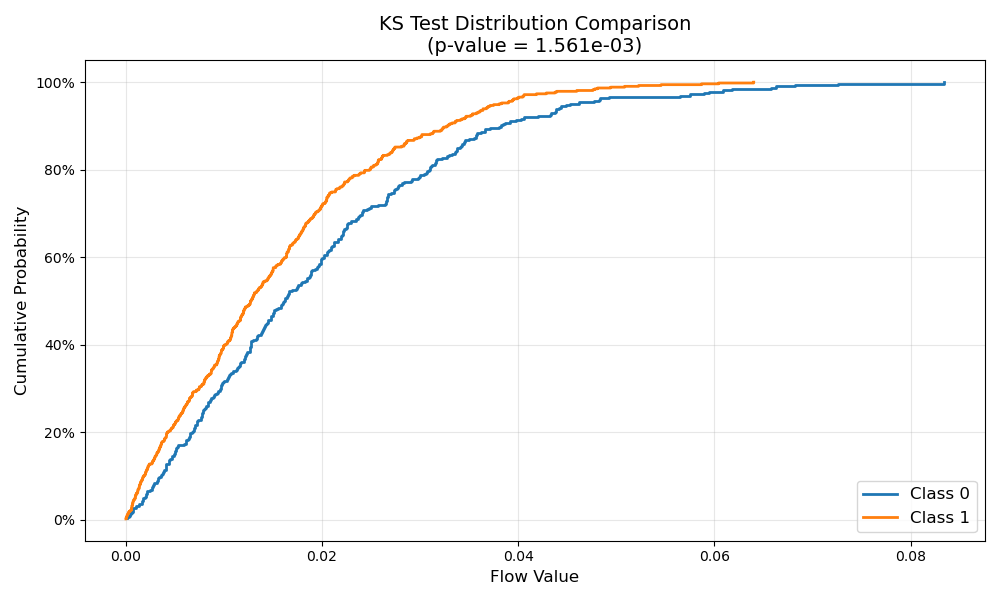 KS Test Distribution Comparison
(p-value = 1.561e-03)
Cumulative Probability
100%
80%
60%
40%
20%
0%
0.00
0.02
0.04
0.06
0.08
Flow Value
Class 0
Class 1